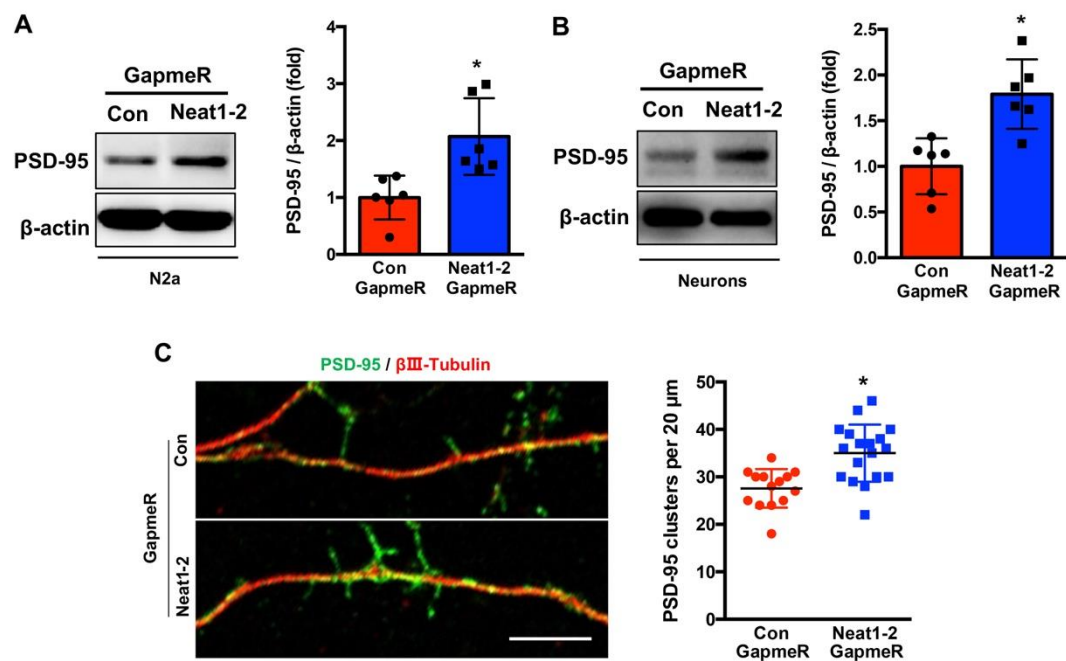 A
GapmeR
Con Neat1-2
PSD-95
β-actin
N2a
PSD-95 / β-actin (fold)
4
3
2
1
0
Con
GapmeR
Neat1-2
GapmeR
*
B
GapmeR
Con Neat1-2
PSD-95
β-actin
Neurons
PSD-95 / β-actin (fold)
2.5
2.0
1.5
1.0
0.5
0.0
Con
GapmeR
Neat1-2
GapmeR
*
C
PSD-95 / βⅢ-Tubulin
GapmeR
Con
Neat1-2
PSD-95 clusters per 20 μm
50
40
30
20
10
0
Con
GapmeR
Neat1-2
GapmeR
*